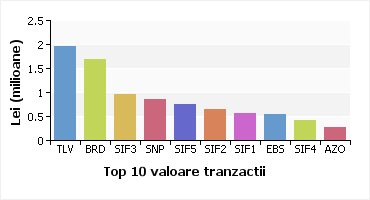 2.5
2
1.5
1
0.5
0
Lei (milioane)
TLV BRD SIF3 SNP SIF5 SIF2 SIF1 EBS SIF4 AZO
Top 10 valoare tranzactii